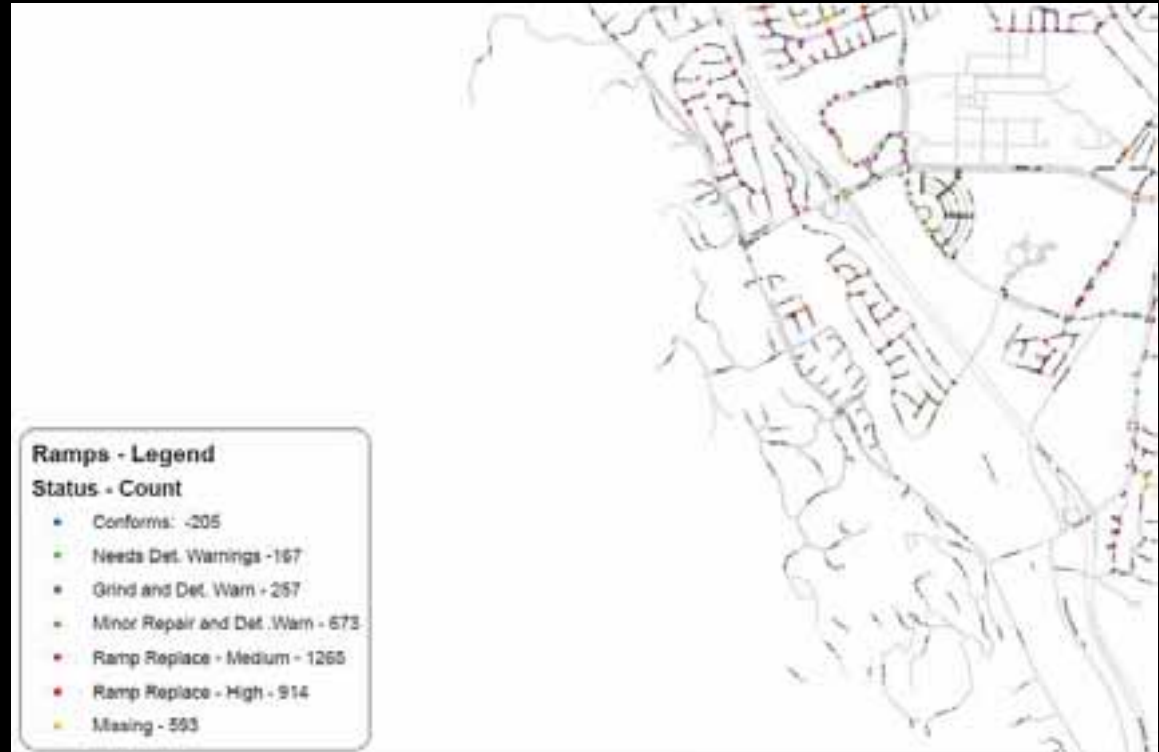 Ramps - Legend
Status - Count
Conforms: -205
Needs Det. Warnings -167
Grind and Det. Warn - 257
Minor Repair and Det .Warn - 673
Ramp Replace - Medium - 1265
Ramp Replace - High - 914
Missing - 593